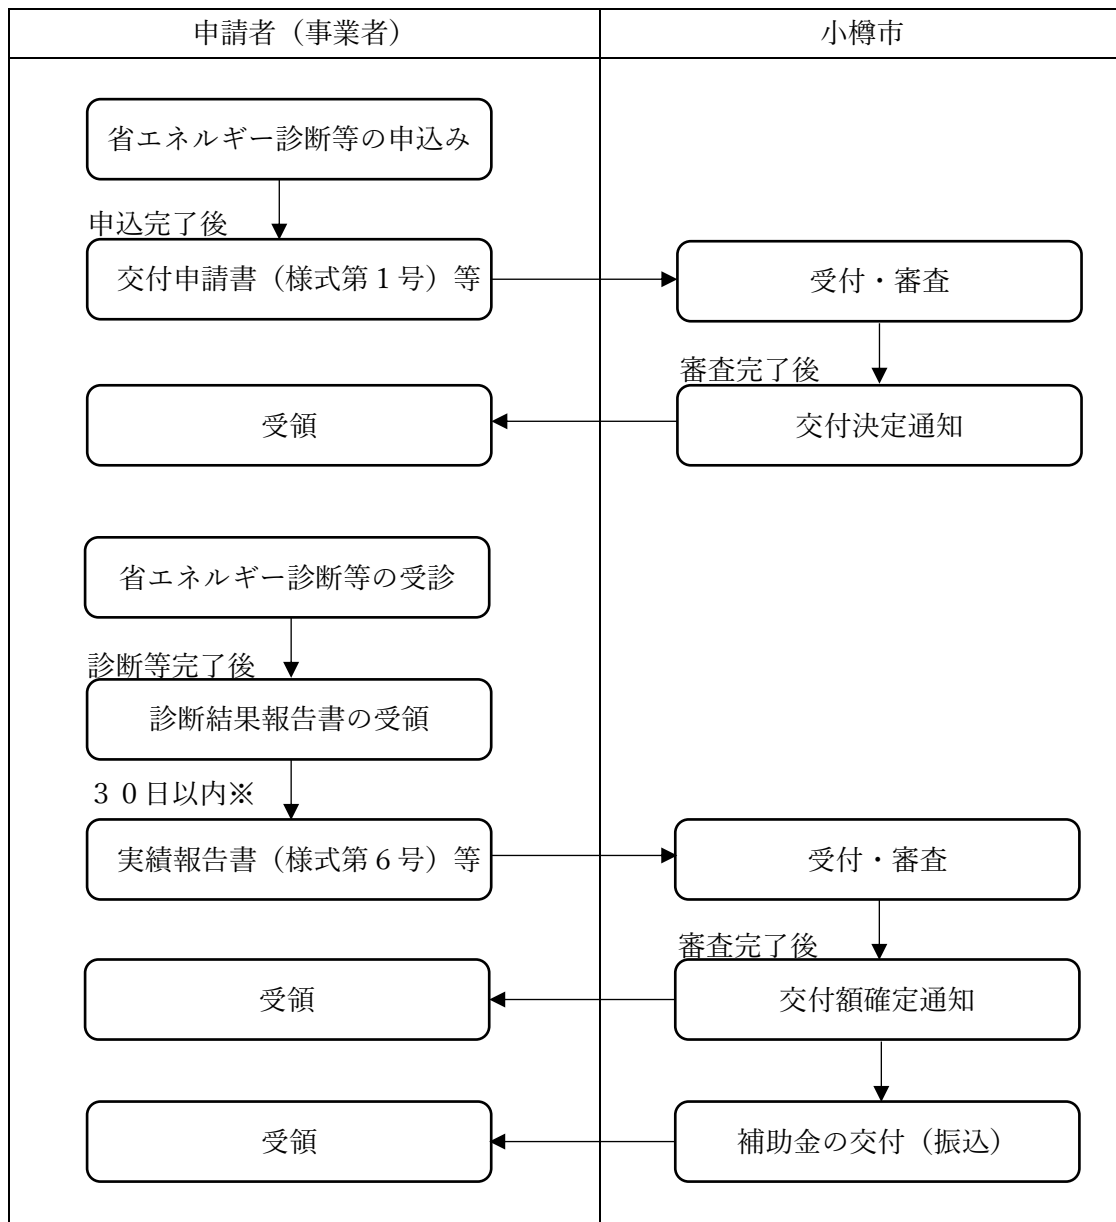 申請者（事業者）
小樽市
省エネルギー診断等の申込み
申込完了後
交付申請書（様式第１号）等
受付・審査
審査完了後
受領
交付決定通知
省エネルギー診断等の受診
診断等完了後
診断結果報告書の受領
３０日以内※
実績報告書（様式第６号）等
受付・審査
審査完了後
受領
交付額確定通知
受領
補助金の交付（振込）